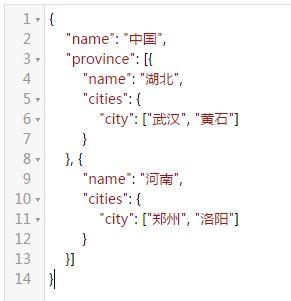 1 {
2 "name": "中国",
3 "province": [{
4 "name": "湖北",
5 "cities": {
6 "city": ["武汉", "黄石"]
7 }
8 }, {
9 "name": "河南",
10 "cities": {
11 "city": ["郑州", "洛阳"]
12 }
13 }]
14 }